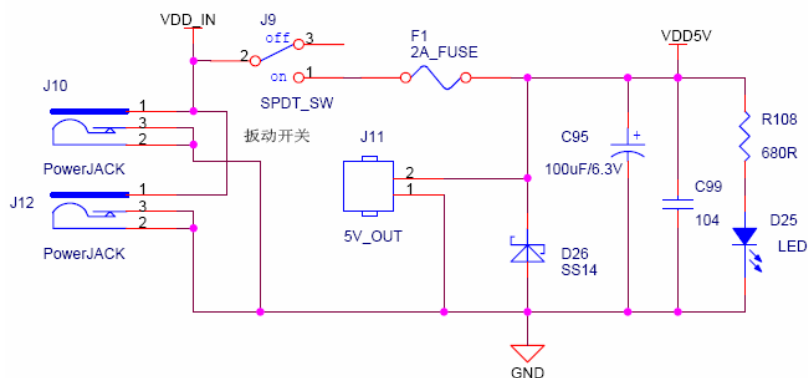 VDD_IN
J9
off
3
2
on
1
SPDT_SW
扳动开关
F1
2A_FUSE
VDD5V
J10
1
3
2
PowerJACK
J12
1
3
2
PowerJACK
J11
2
1
5V_OUT
C95
+
100uF/6.3V
R108
680R
C99
104
D25
LED
D26
SS14
GND